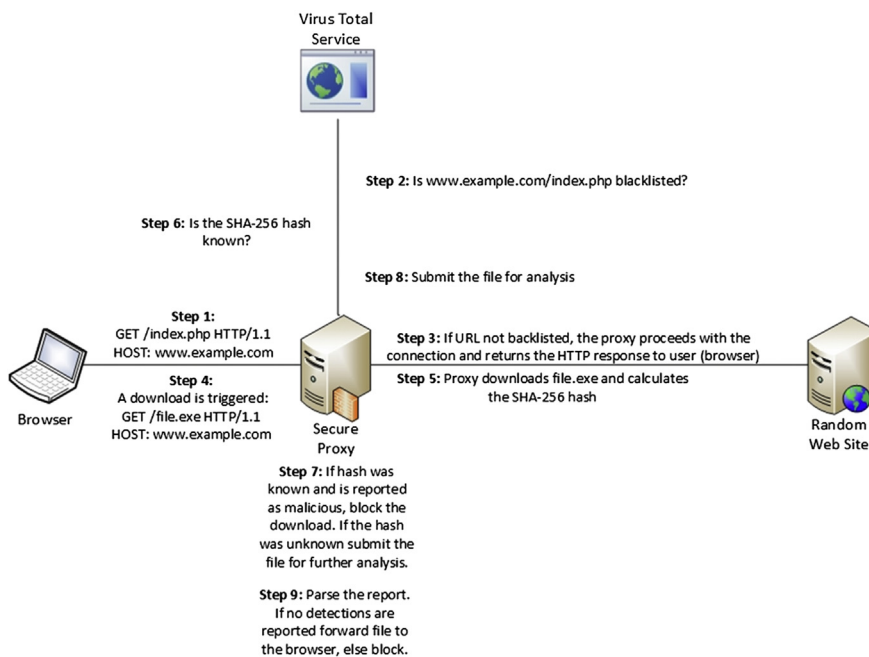 Virus Total
Service
Step 2: Is www.example.com/index.php blacklisted?
Step 6: Is the SHA-256 hash
known?
Step 8: Submit the file for analysis
Step 1:
GET /index.php HTTP/1.1
HOST: www.example.com
Step 3: If URL not backlisted, the proxy proceeds with the
connection and returns the HTTP response to user (browser)
Step 4:
A download is triggered:
GET /file.exe HTTP/1.1
HOST: www.example.com
Step 5: Proxy downloads file.exe and calculates
the SHA-256 hash
Browser
Secure
Proxy
Random
Web Site
Step 7: If hash was
known and is reported
as malicious, block the
download. If the hash
was unknown submit the
file for further analysis.
Step 9: Parse the report.
If no detections are
reported forward file to
the browser, else block.